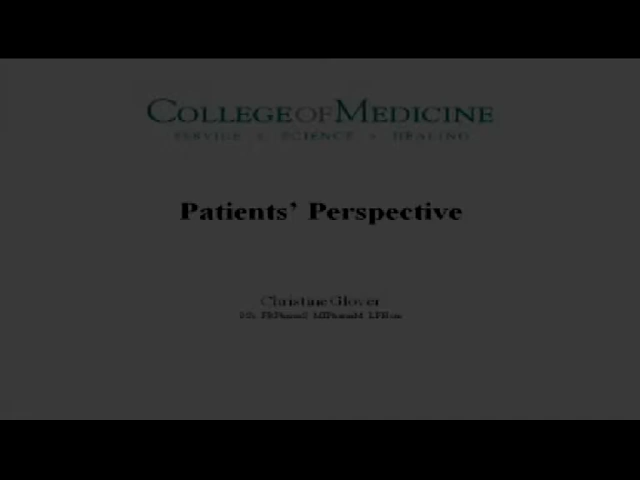 COLLEGE OF MEDICINE
SERVICE • SCIENCE • HEALING
Patients' Perspective
Christine Glover